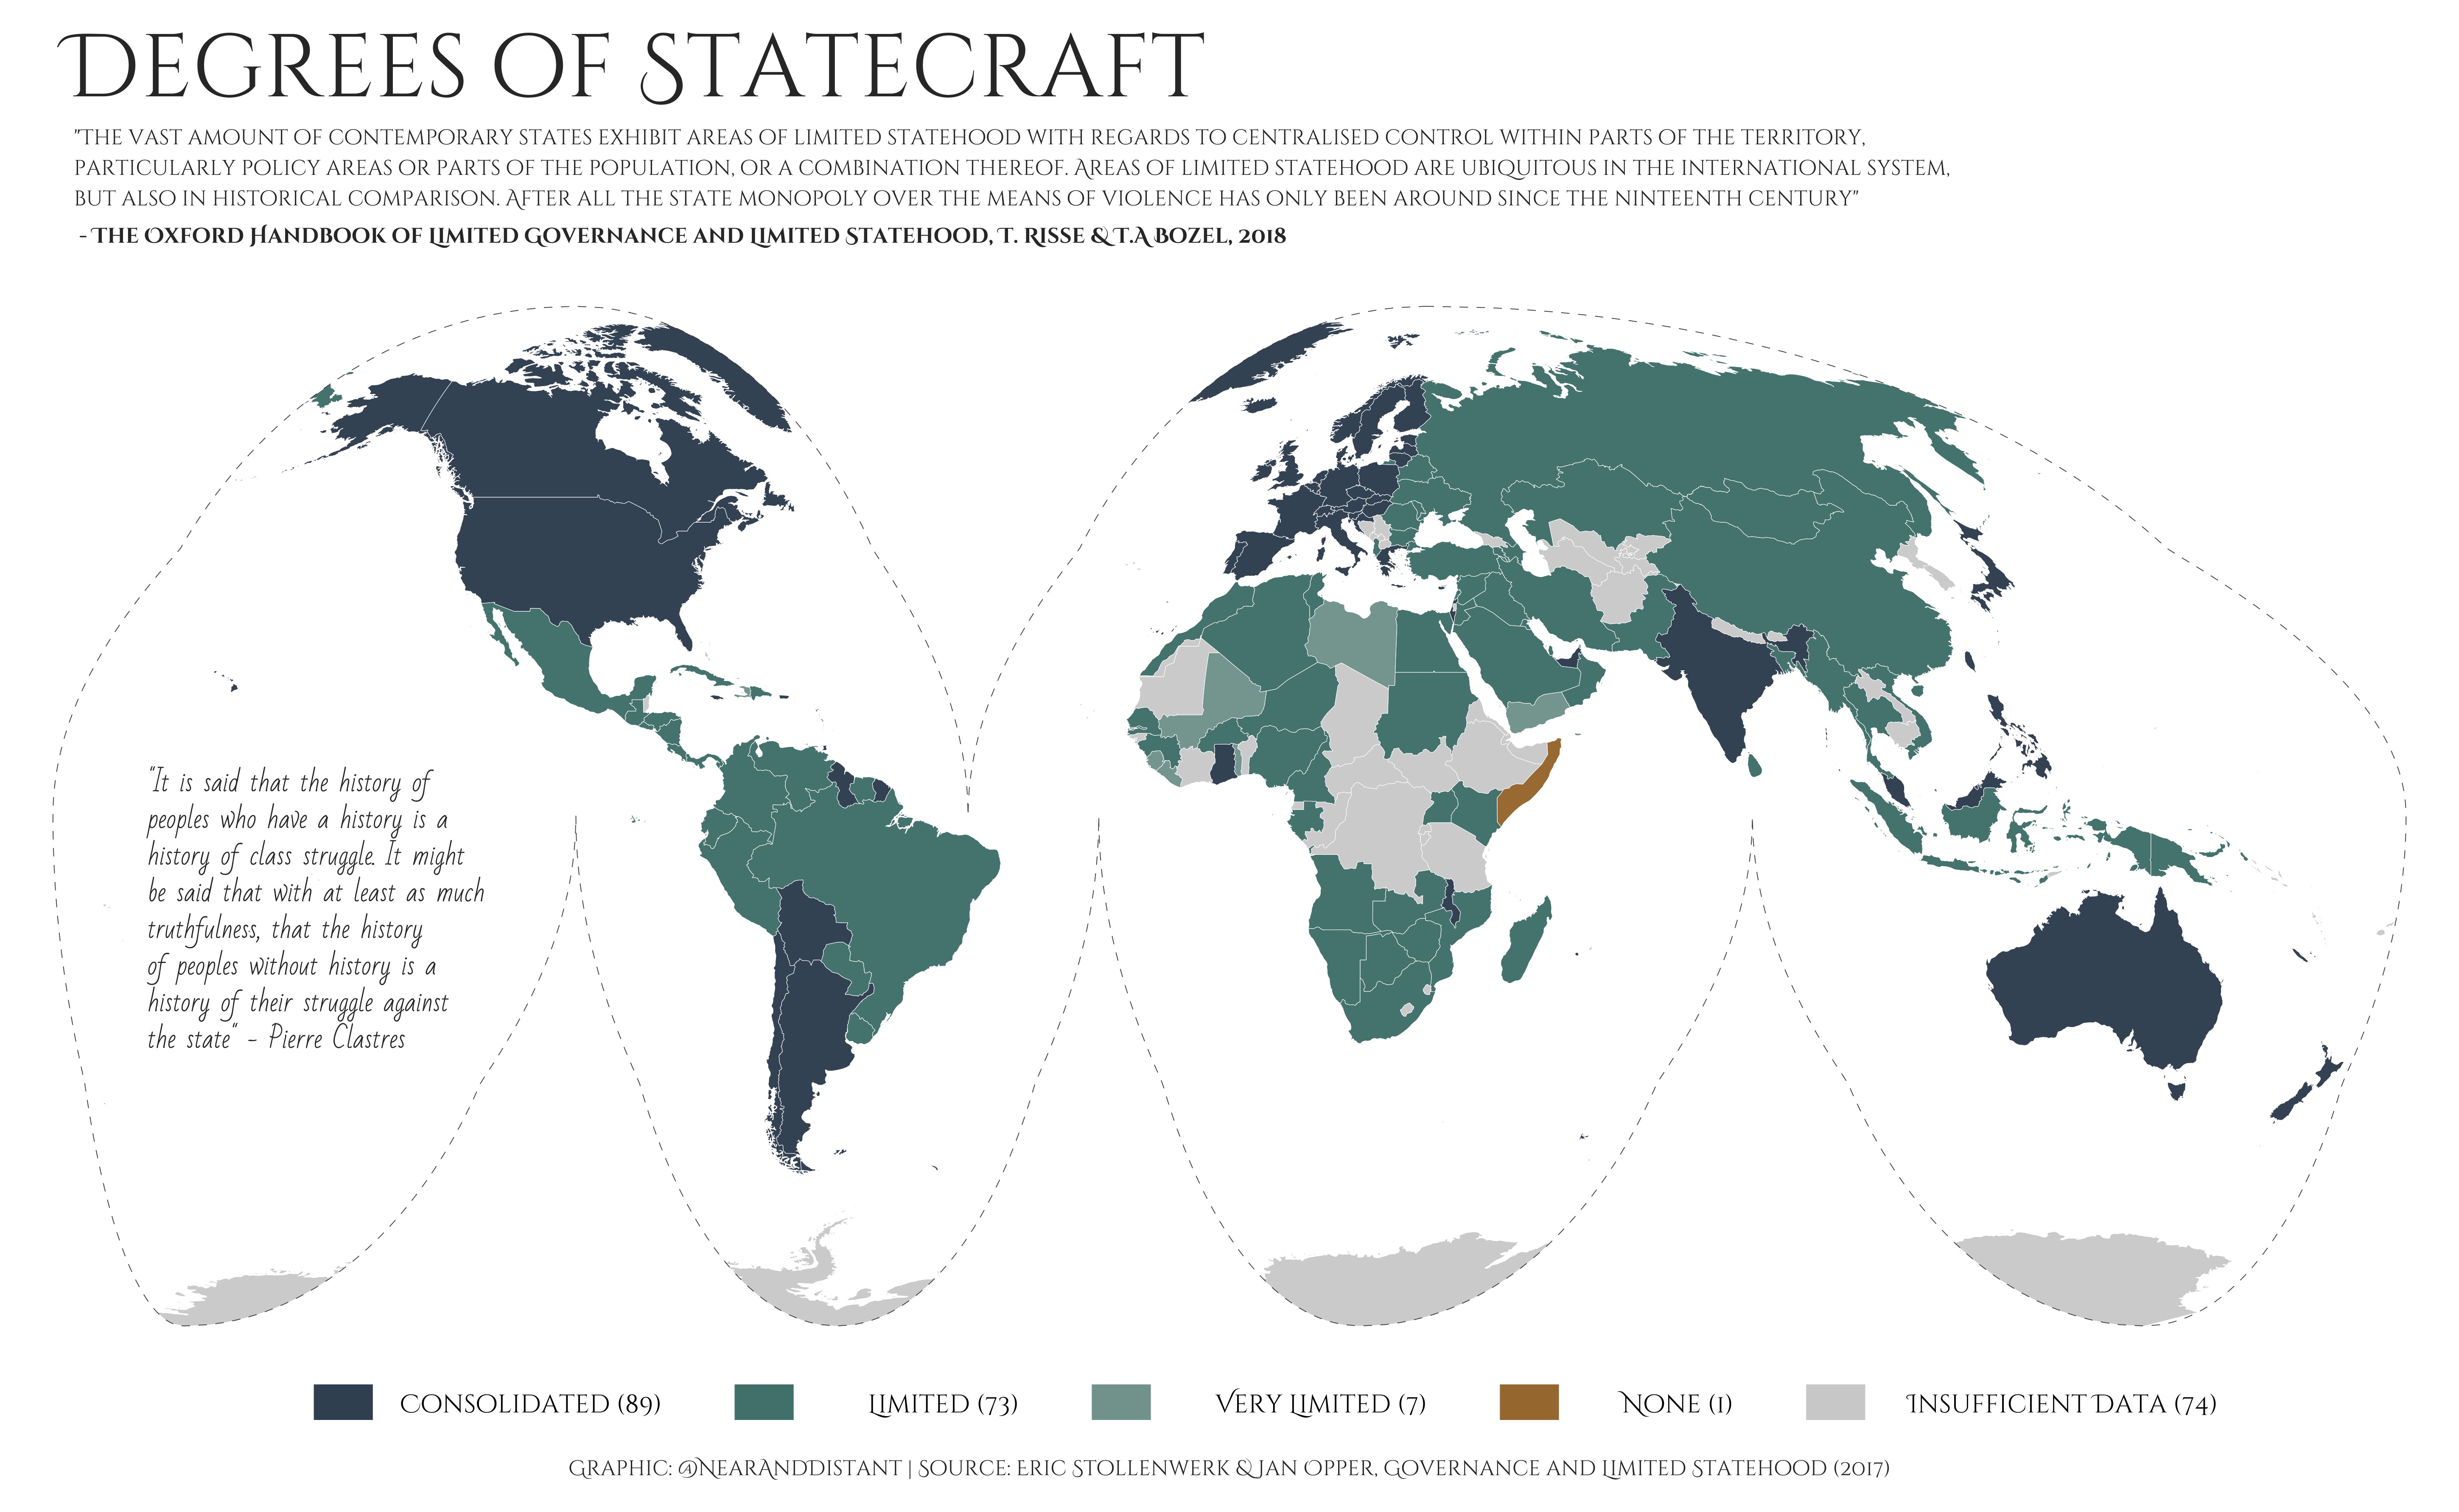 Degrees of Statecraft
"The vast amount of contemporary states exhibit areas of limited statehood with regards to centralised control within parts of the territory,
particularly policy areas or parts of the population, or a combination thereof. Areas of limited statehood are ubiquitous in the international system,
but also in historical comparison. After all the state monopoly over the means of violence has only been around since the ninteenth century"
- The Oxford Handbook of Limited Governance and Limited Statehood, T. Risse & T.A Bozel, 2018
"It is said that the history of
peoples who have a history is a
history of class struggle. It might
be said that with at least as much
truthfulness, that the history
of peoples without history is a
history of their struggle against
the state" - Pierre Clastres
Consolidated (89)
Limited (73)
Very Limited (7)
None (1)
Insufficient Data (74)
Graphic: @NearAndDistant | Source: Eric Stollenwerk & Jan Opper, Governance and Limited Statehood (2017)